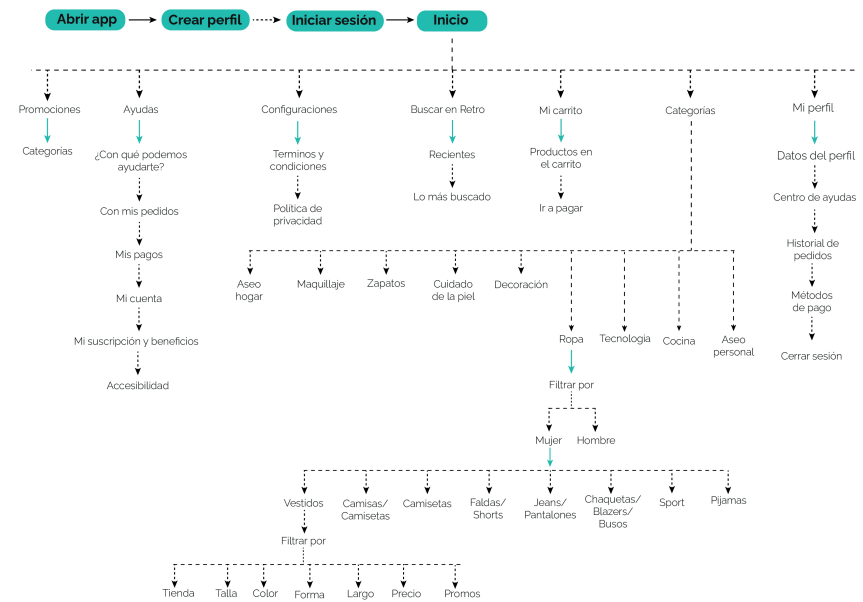 Abrir app
Crear perfil
Iniciar sesión
Inicio
Promociones
Ayudas
Configuraciones
Buscar en Retro
Mi carrito
Categorías
Mi perfil
Categorías
¿Con qué podemos
ayudarte?
Terminos y
condiciones
Recientes
Productos en
el carrito
Datos del perfil
Con mis pedidos
Política de
privacidad
Lo más buscado
Ir a pagar
Centro de ayudas
Mis pagos
Historial de
pedidos
Mi cuenta
Aseo
hogar
Maquillaje
Zapatos
Cuidado
de la piel
Decoración
Métodos
de pago
Mi suscripción y beneficios
Ropa
Tecnología
Cocina
Aseo
personal
Cerrar sesión
Accesibilidad
Filtrar por
Mujer
Hombre
Vestidos
Camisas/
Camisetas
Camisetas
Faldas/
Shorts
Jeans/
Pantalones
Chaquetas/
Blazers/
Busos
Sport
Pijamas
Filtrar por
Tienda
Talla
Color
Forma
Largo
Precio
Promos